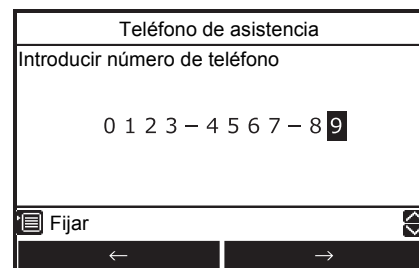 Teléfono de asistencia
Introducir número de teléfono
0123-4567-89
Fijar
← →